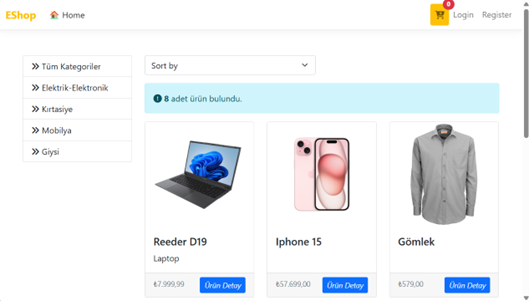 EShop
Home
0
Login
Register
Tüm Kategoriler
Elektrik-Elektronik
Kırtasiye
Mobilya
Giysi
Sort by
8 adet ürün bulundu.
Reeder D19
Laptop
₺7.999,99
Ürün Detay
Iphone 15
₺57.699,00
Ürün Detay
Gömlek
₺579,00
Ürün Detay